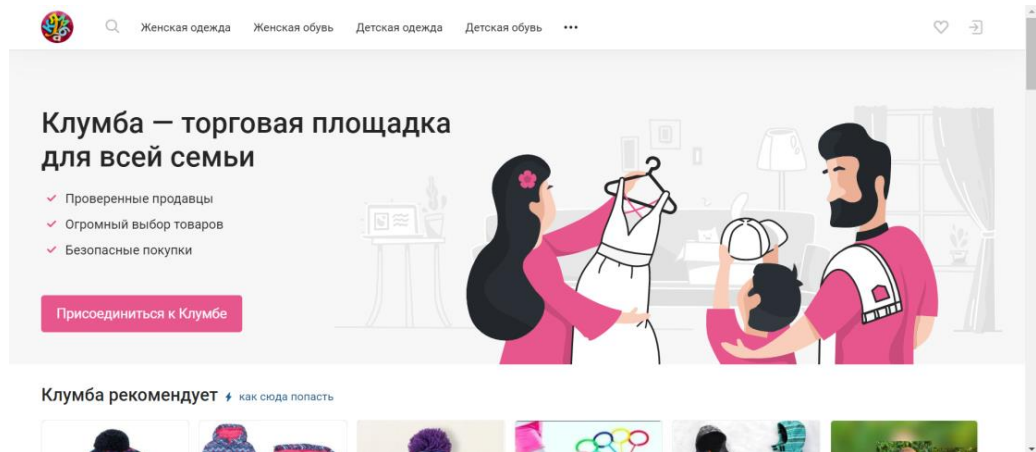 Женская одежда Женская обувь Детская одежда Детская обувь •••
Клумба — торговая площадка
для всей семьи
Проверенные продавцы
Огромный выбор товаров
Безопасные покупки
Присоединиться к Клумбе
Клумба рекомендует как сюда попасть